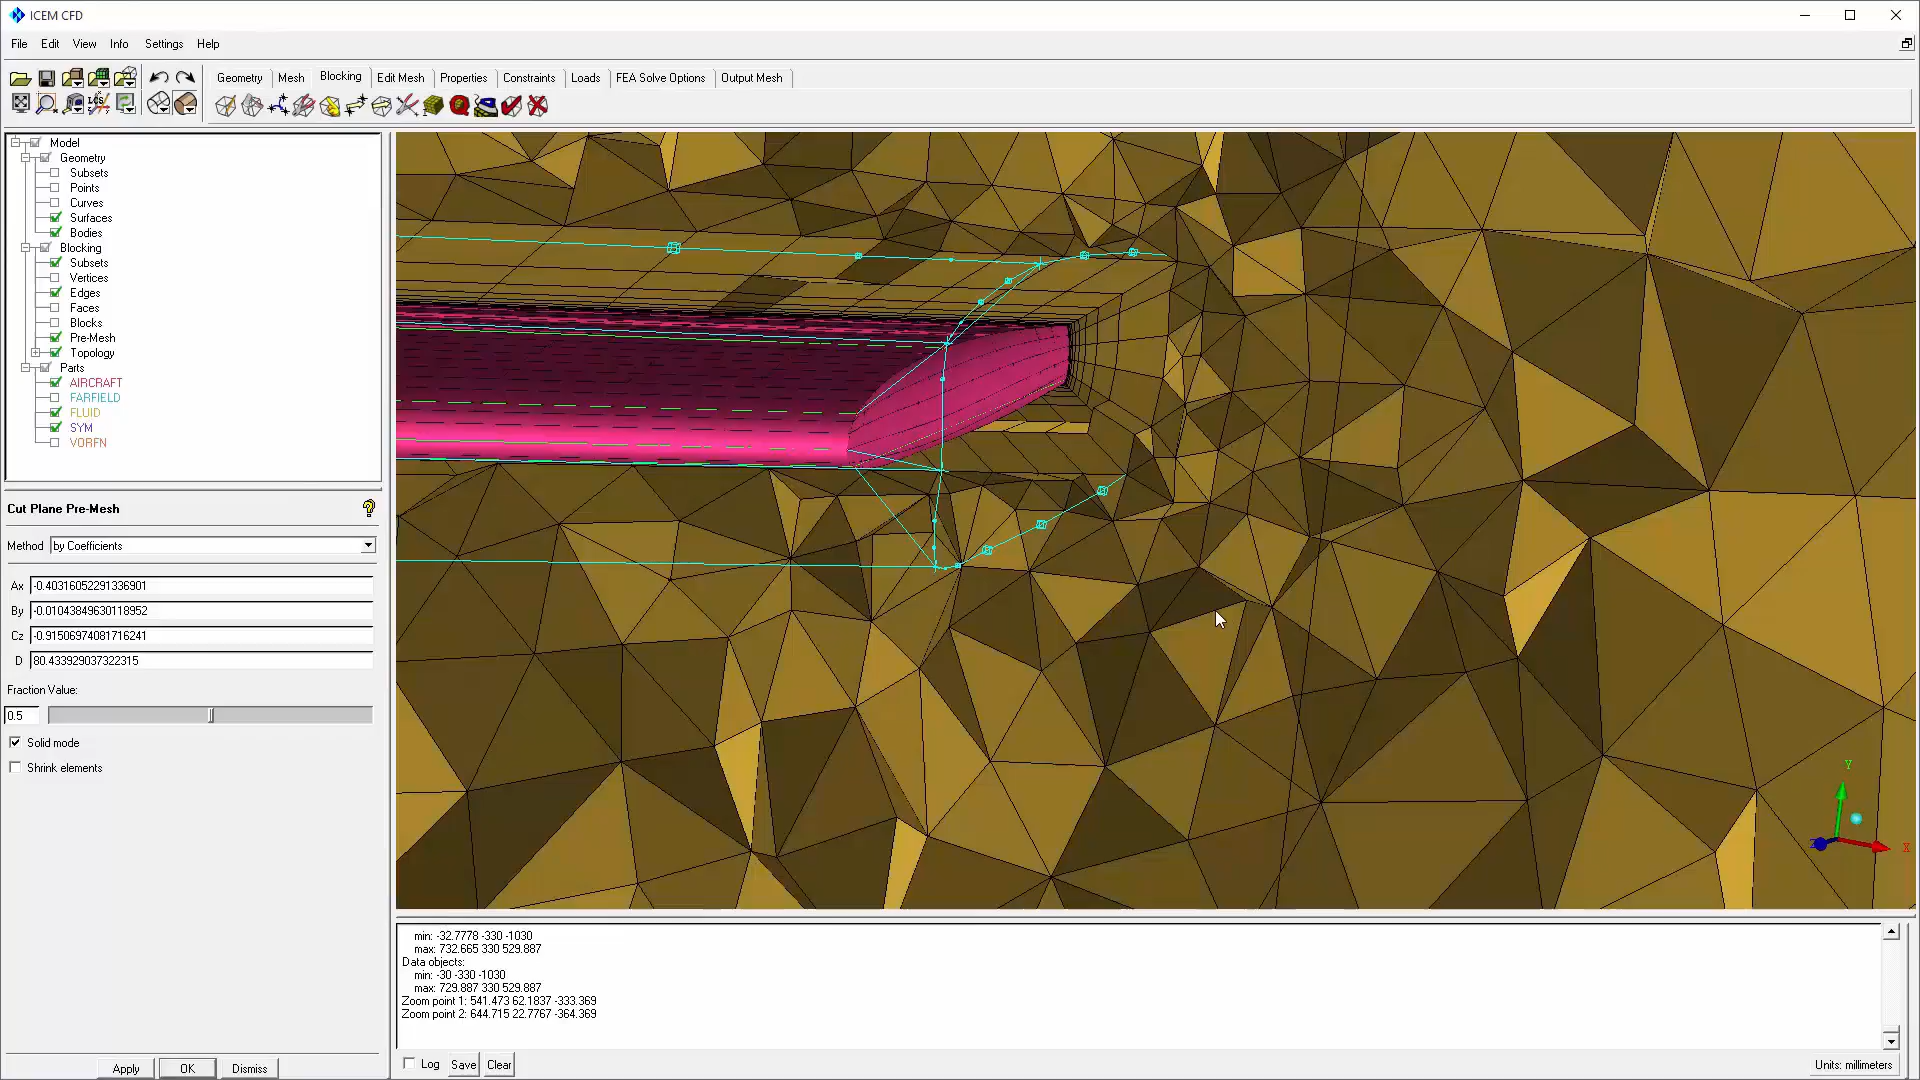 ICEM CFD
File Edit View Info Settings Help
Geometry Mesh Blocking Edit Mesh Properties Constraints Loads FEA Solve Options Output Mesh
LCS
Model
Geometry
Subsets
Points
Curves
Surfaces
Bodies
Blocking
Subsets
Vertices
Edges
Faces
Blocks
Pre-Mesh
Topology
Parts
AIRCRAFT
FARFIELD
FLUID
SYM
VORFN
Cut Plane Pre-Mesh
Method by Coefficients
Ax -0.40316052291336901
By -0.01043849630118952
Cz -0.91506974081716241
D 80.433929037322315
Fraction Value:
0.5
Solid mode
Shrink elements
Apply OK Dismiss
Y
Z X
min: -32.7778 -330 -1030
max: 732.665 330 529.887
Data objects:
min: -30 -330 -1030
max: 729.887 330 529.887
Zoom point 1: 541.473 62.1837 -333.369
Zoom point 2: 644.715 22.7767 -364.369
Log Save Clear
Units: millimeters